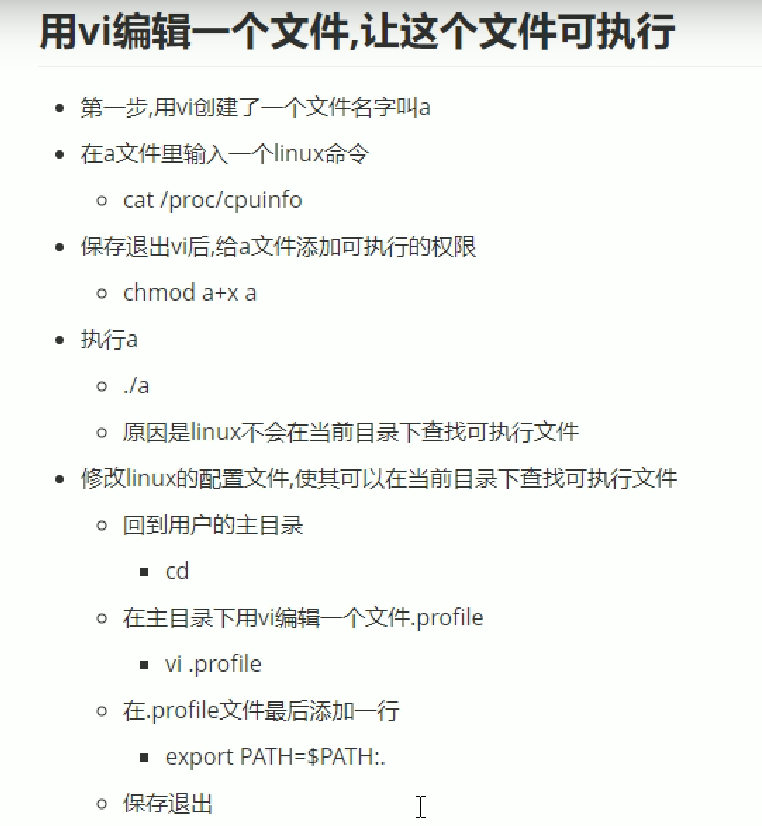 用vi编辑一个文件,让这个文件可执行
第一步,用vi创建了一个文件名字叫a
在a文件里输入一个linux命令
cat /proc/cpuinfo
保存退出vi后,给a文件添加可执行的权限
chmod a+x a
执行a
./a
原因是linux不会在当前目录下查找可执行文件
修改linux的配置文件,使其可以在当前目录下查找可执行文件
回到用户的主目录
cd
在主目录下用vi编辑一个文件.profile
vi .profile
在.profile文件最后添加一行
export PATH=$PATH:.
保存退出